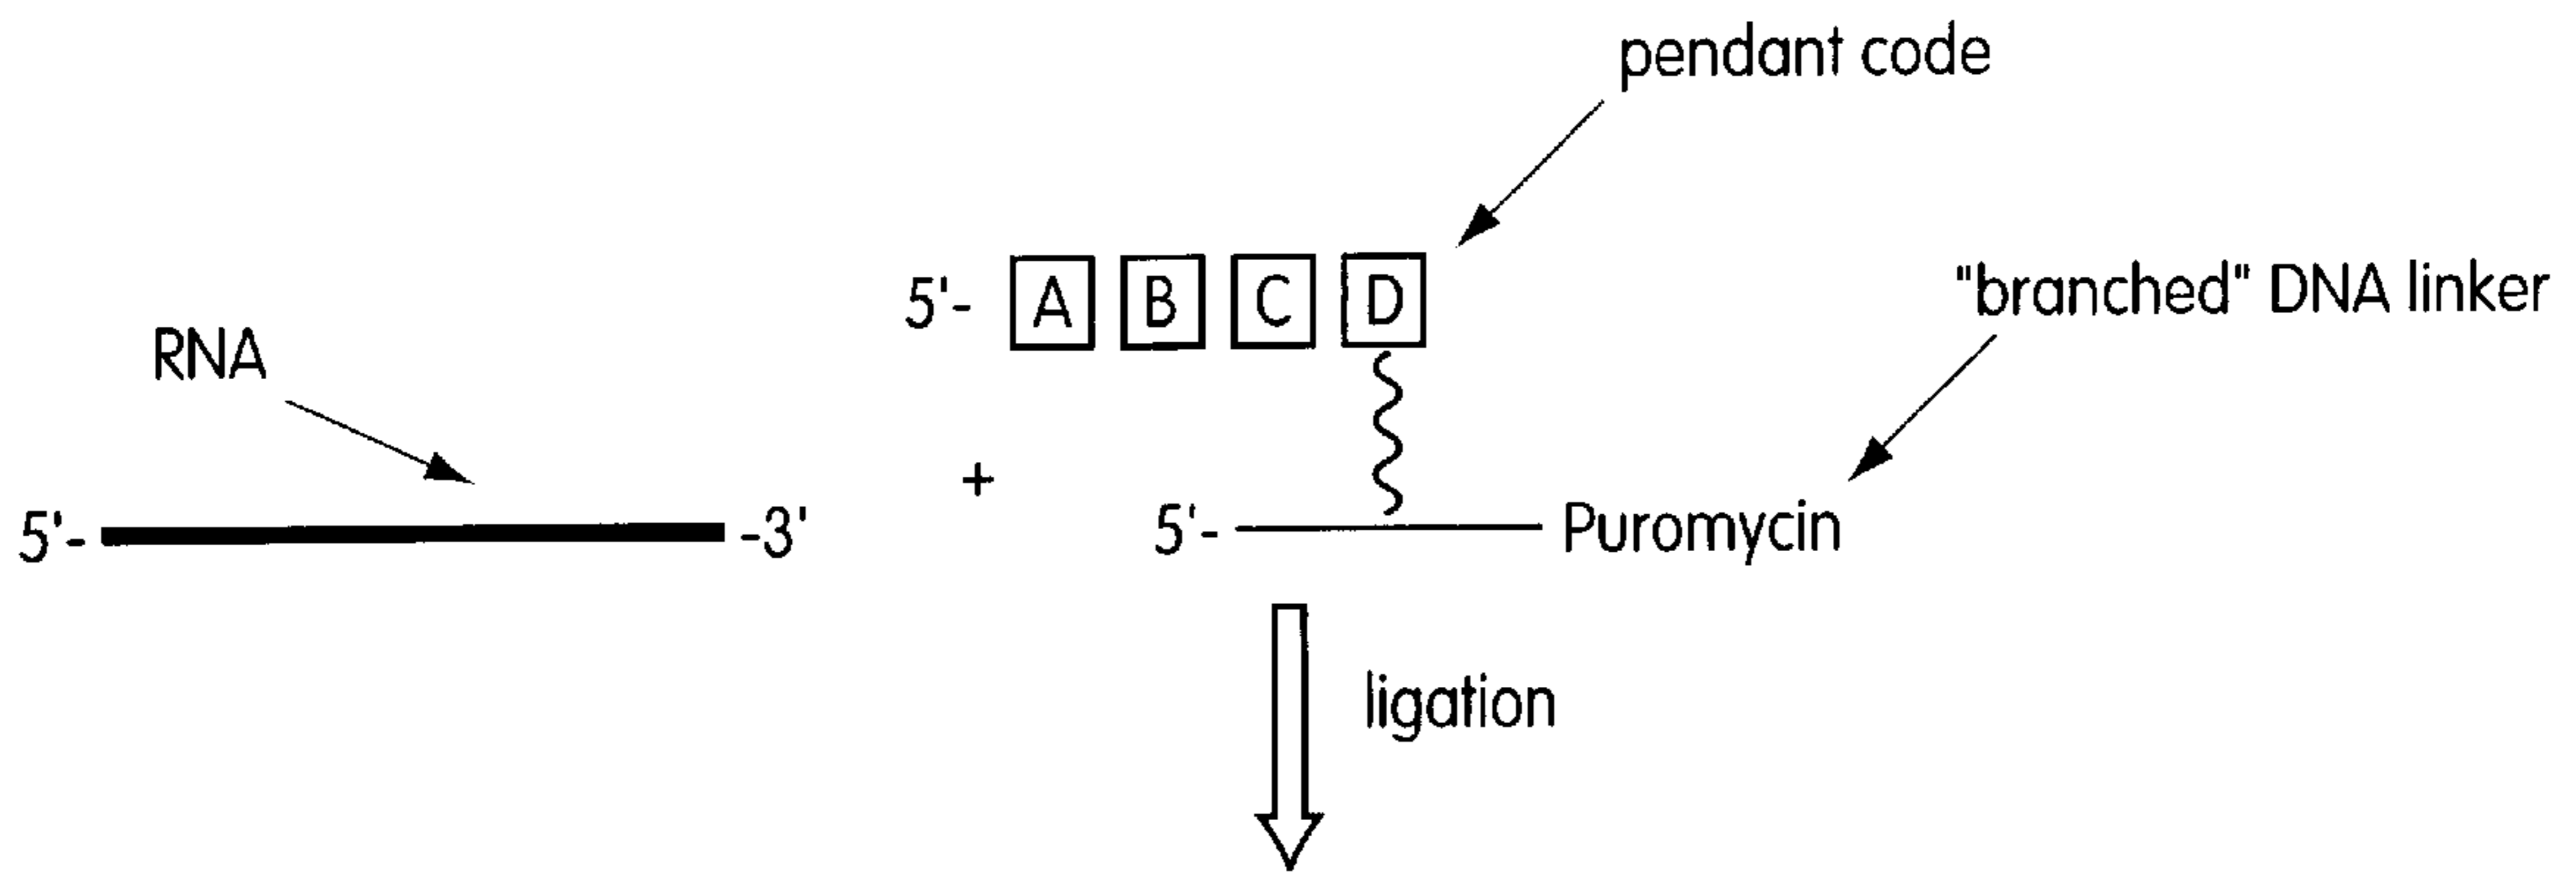 pendant code
"branched" DNA linker
5'- A B C D
RNA
+
5'- -3'
5'- Puromycin
ligation